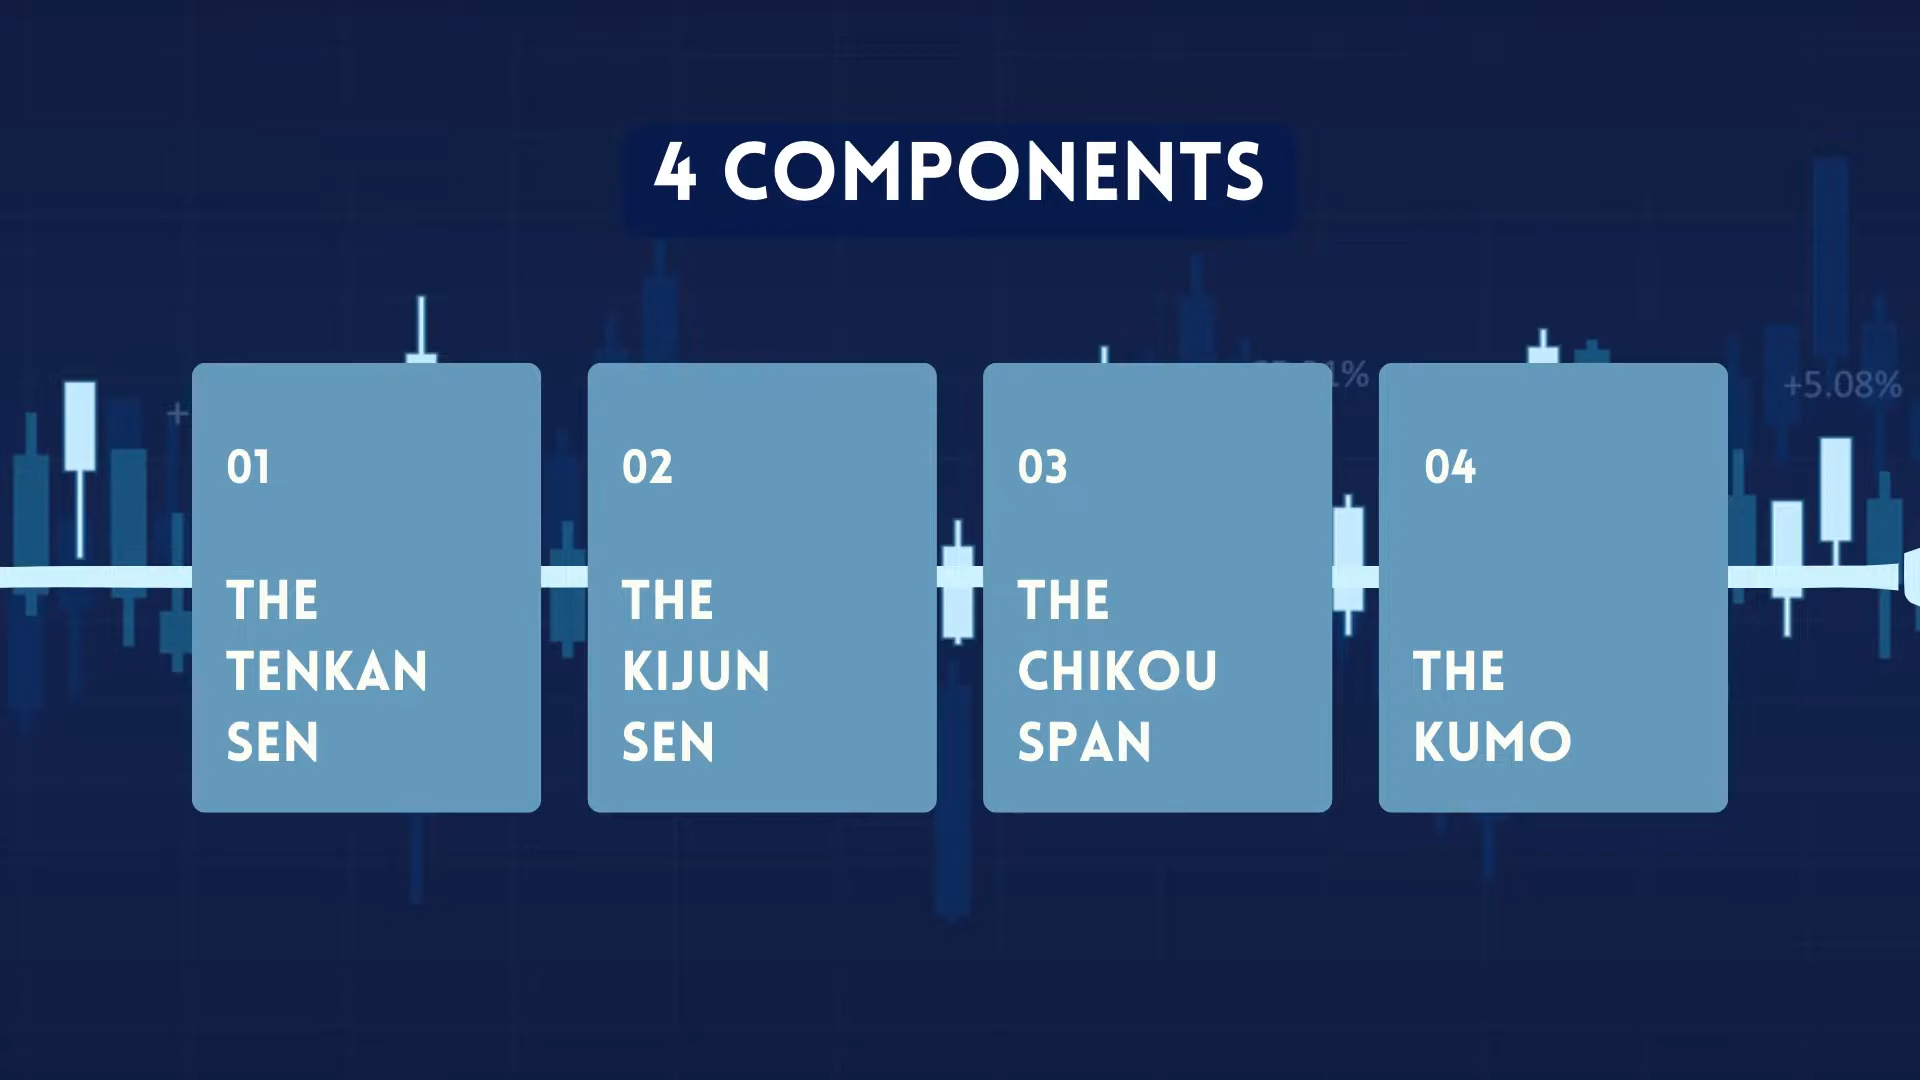 4 COMPONENTS
01
THE
TENKAN
SEN
02
THE
KIJUN
SEN
03
THE
CHIKOU
SPAN
04
THE
KUMO
+
1%
+5.08%